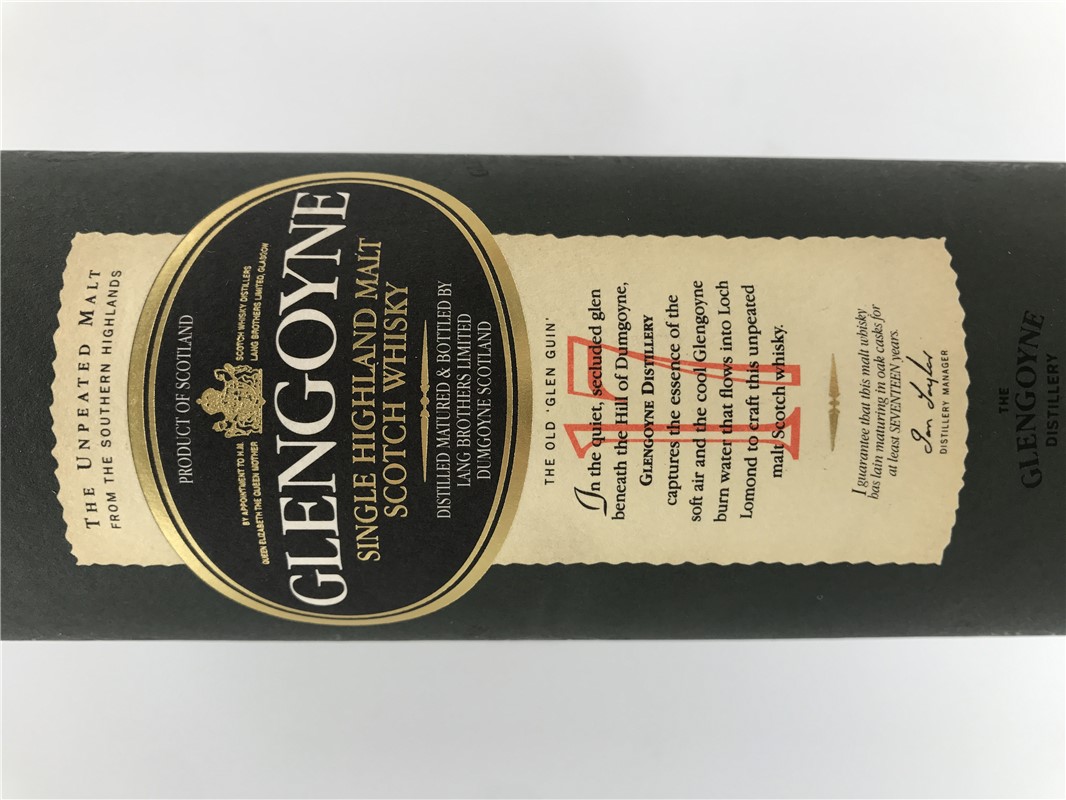 THE UNPEATED MALT
FROM THE SOUTHERN HIGHLANDS
PRODUCT OF SCOTLAND
BY APPOINTMENT TO H.M.
QUEEN ELIZABETH THE QUEEN MOTHER
SCOTCH WHISKY DISTILLERS
LANG BROTHERS LIMITED, GLASGOW
GLENGOYNE
SINGLE HIGHLAND MALT
SCOTCH WHISKY
DISTILLED MATURED & BOTTLED BY
LANG BROTHERS LIMITED
DUMGOYNE SCOTLAND
THE OLD 'GLEN GUIN'
17
In the quiet, secluded glen
beneath the Hill of Dumgoyne,
GLENGOYNE DISTILLERY
captures the essence of the
soft air and the cool Glengoyne
burn water that flows into Loch
Lomond to craft this unpeated
malt Scotch whisky.
I guarantee that this malt whisky
has lain maturing in oak casks for
at least SEVENTEEN years.
Ian Taylor
DISTILLERY MANAGER
THE
GLENGOYNE
DISTILLERY